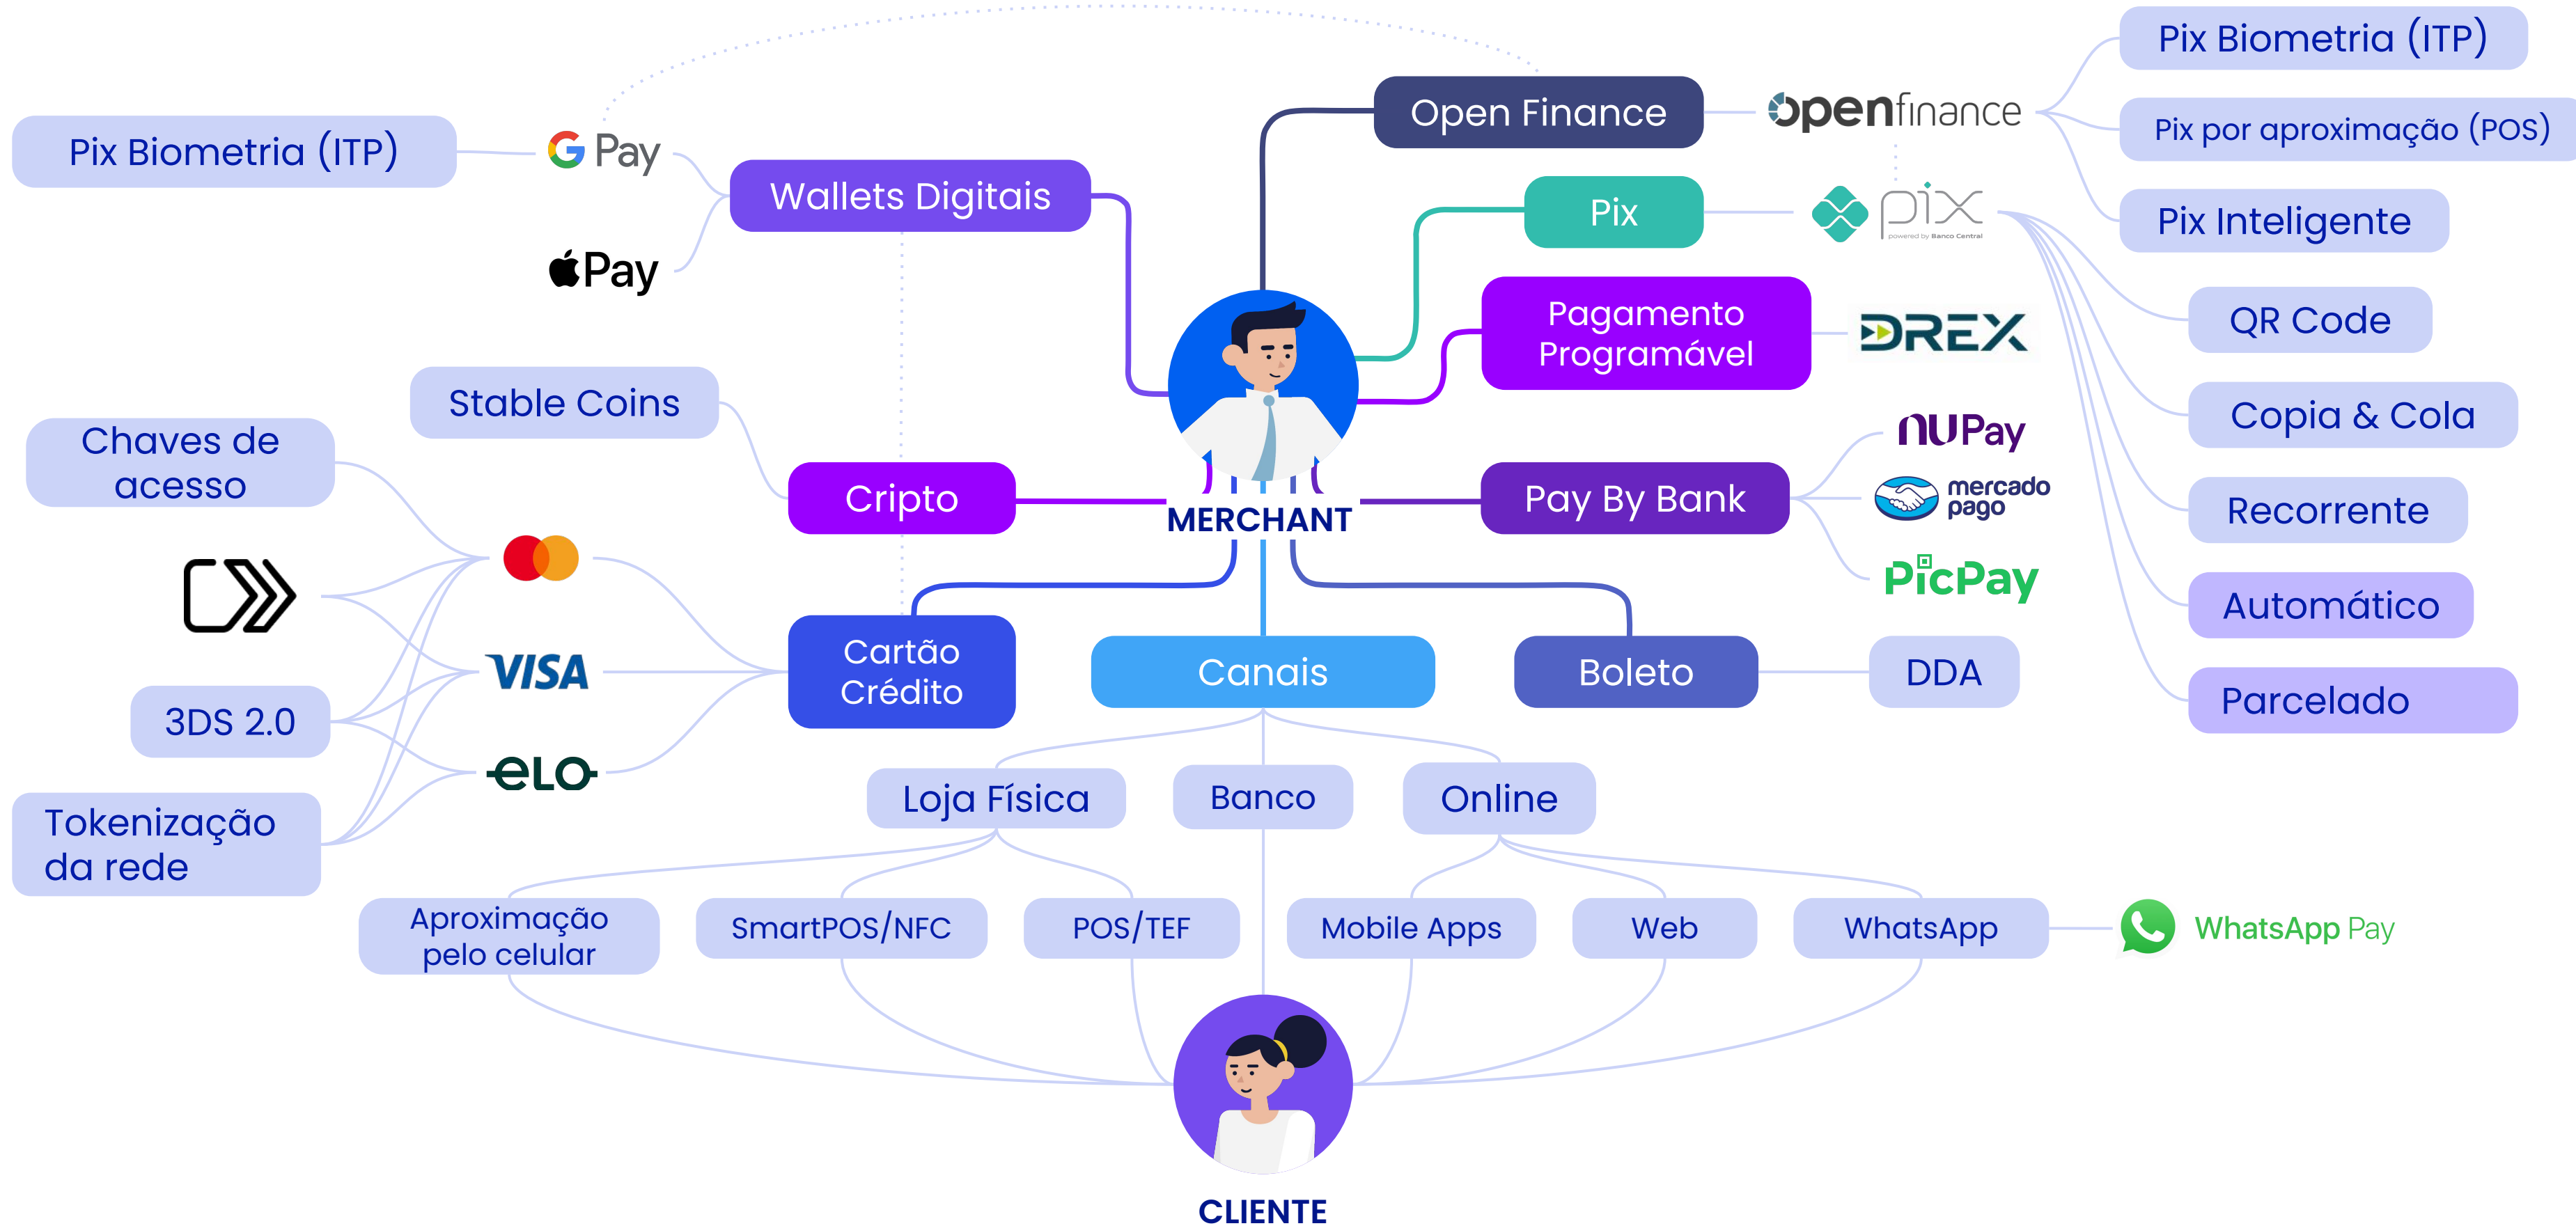 Pix Biometria (ITP)
Open Finance
openfinance
Pix por aproximação (POS)
Pix Biometria (ITP)
G Pay
Wallets Digitais
Pix
pix
powered by Banco Central
Pix Inteligente
Pay
Pagamento
Programável
DREX
QR Code
Stable Coins
Copia & Cola
Chaves de
acesso
nuPay
Cripto
MERCHANT
Pay By Bank
mercado
pago
Recorrente
PicPay
Automático
VISA
Cartão
Crédito
Canais
Boleto
DDA
Parcelado
3DS 2.0
elo
Loja Física
Banco
Online
Tokenização
da rede
Aproximação
pelo celular
SmartPOS/NFC
POS/TEF
Mobile Apps
Web
WhatsApp
WhatsApp Pay
CLIENTE